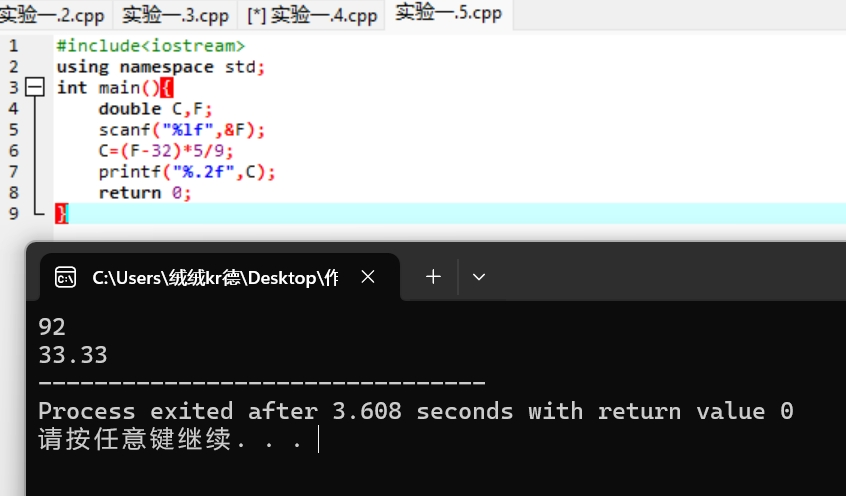 实验一.2.cpp 实验一.3.cpp [*] 实验一.4.cpp 实验一.5.cpp
1 #include<iostream>
2 using namespace std;
3 int main(){
4 double C,F;
5 scanf("%lf",&F);
6 C=(F-32)*5/9;
7 printf("%.2f",C);
8 return 0;
9 }
C:\Users\绒绒kr德\Desktop\作
92
33.33
--------------------------------
Process exited after 3.608 seconds with return value 0
请按任意键继续. . .